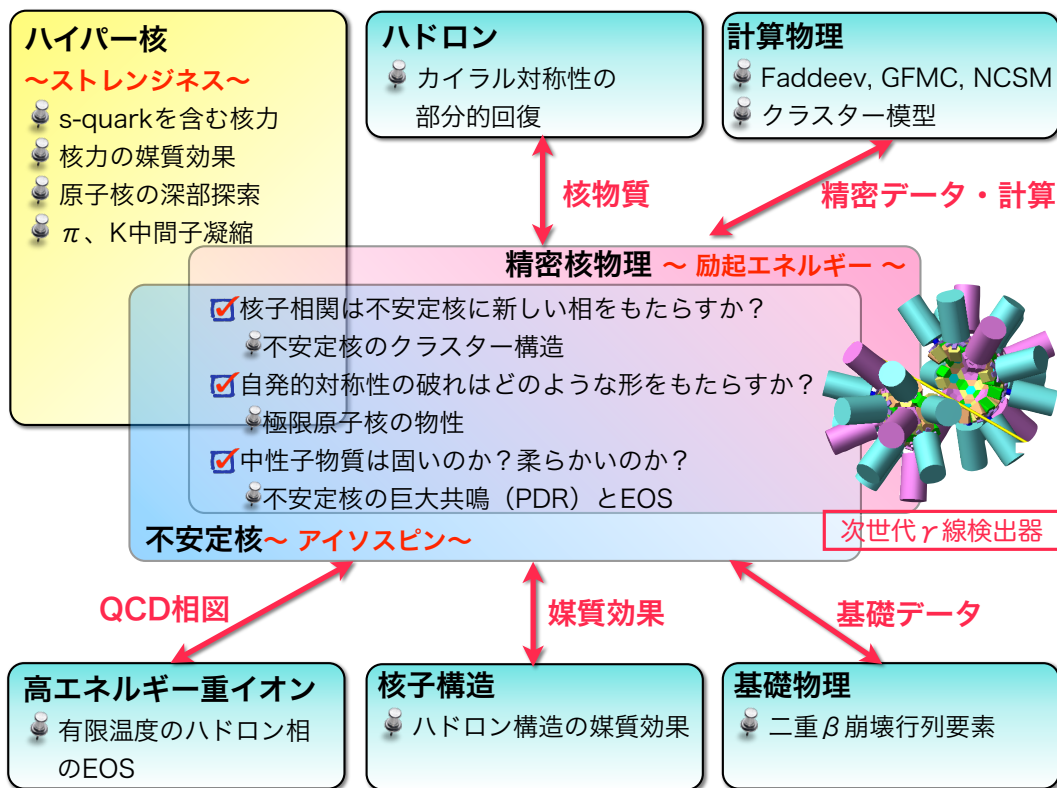 ハイパー核
～ストレンジネス～
s-quarkを含む核力
核力の媒質効果
原子核の深部探索
π、K中間子凝縮
ハドロン
カイラル対称性の
部分的回復
計算物理
Faddeev, GFMC, NCSM
クラスター模型
核物質
精密データ・計算
精密核物理 ～ 励起エネルギー ～
核子相関は不安定核に新しい相をもたらすか？
不安定核のクラスター構造
自発的対称性の破れはどのような形をもたらすか？
極限原子核の物性
中性子物質は固いのか？柔らかいのか？
不安定核の巨大共鳴（PDR）とEOS
不安定核～ アイソスピン～
次世代γ線検出器
QCD相図
媒質効果
基礎データ
高エネルギー重イオン
有限温度のハドロン相
のEOS
核子構造
ハドロン構造の媒質効果
基礎物理
二重β崩壊行列要素